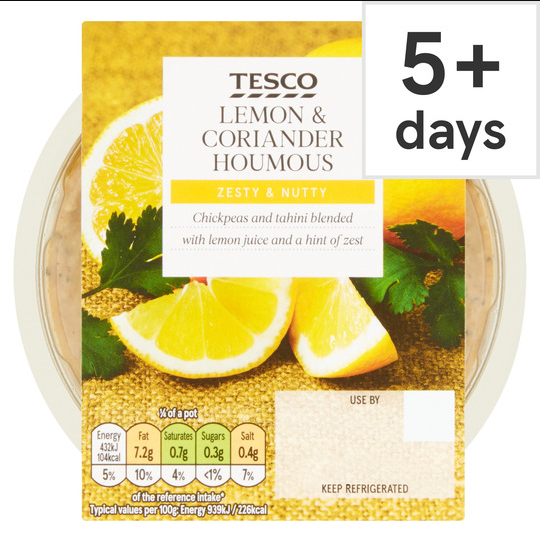 5+
days
TESCO
LEMON &
CORIANDER
HOUMOUS
ZESTY & NUTTY
Chickpeas and tahini blended
with lemon juice and a hint of zest
USE BY
KEEP REFRIGERATED
¼ of a pot
Energy Fat Saturates Sugars Salt
432kJ
104kcal 7.2g 0.7g 0.3g 0.4g
5% 10% 4% <1% 7%
of the reference intake*
Typical values per 100g: Energy 939kJ / 226kcal